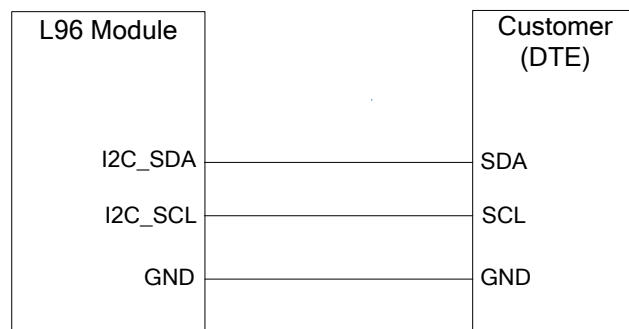 L96 Module
Customer
(DTE)
I2C_SDA
SDA
I2C_SCL
SCL
GND
GND